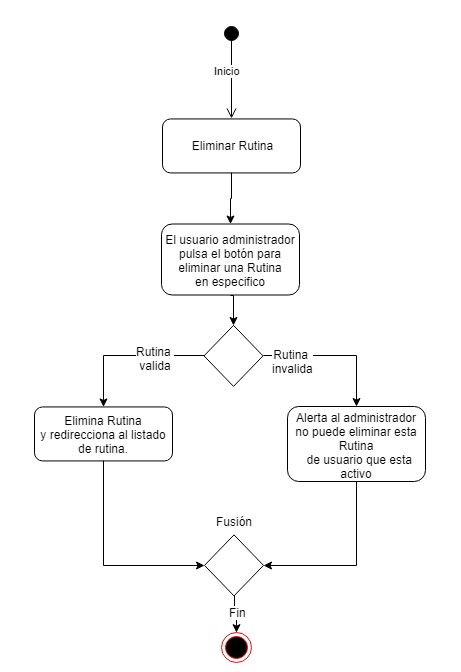 Inicio
Eliminar Rutina
El usuario administrador
pulsa el botón para
eliminar una Rutina
en especifico
Rutina
valida
Rutina
invalida
Elimina Rutina
y redirecciona al listado
de rutina.
Alerta al administrador
no puede eliminar esta
Rutina
de usuario que esta
activo
Fusión
Fin